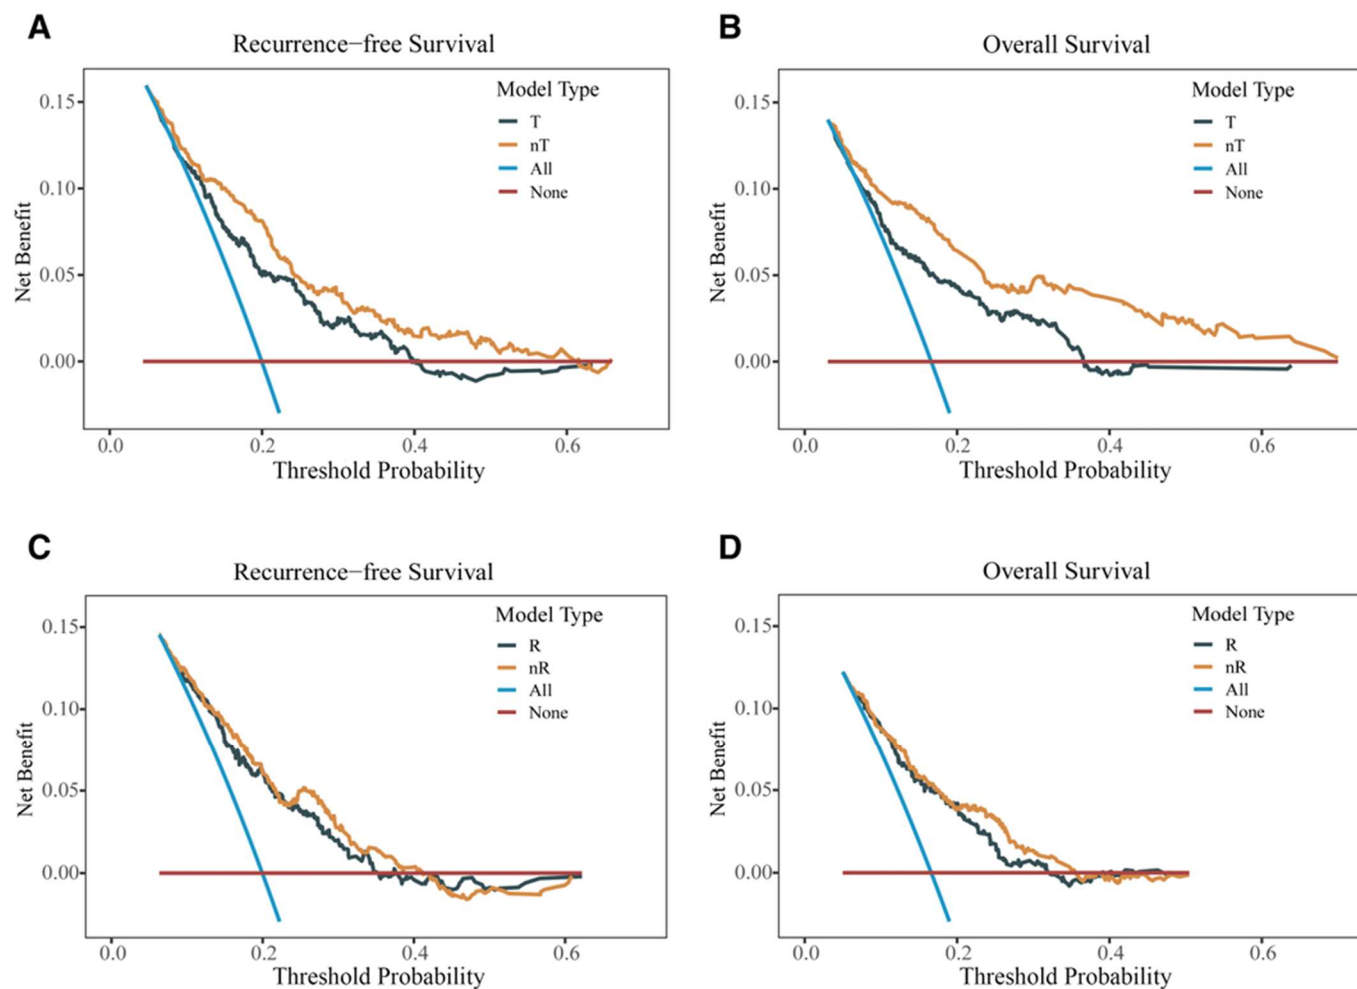 A
Recurrence−free Survival
Model Type
T
nT
All
None
0.15
0.10
0.05
0.00
Net Benefit
0.0 0.2 0.4 0.6
Threshold Probability
B
Overall Survival
Model Type
T
nT
All
None
0.15
0.10
0.05
0.00
Net Benefit
0.0 0.2 0.4 0.6
Threshold Probability
C
Recurrence−free Survival
Model Type
R
nR
All
None
0.15
0.10
0.05
0.00
Net Benefit
0.0 0.2 0.4 0.6
Threshold Probability
D
Overall Survival
Model Type
R
nR
All
None
0.15
0.10
0.05
0.00
Net Benefit
0.0 0.2 0.4 0.6
Threshold Probability